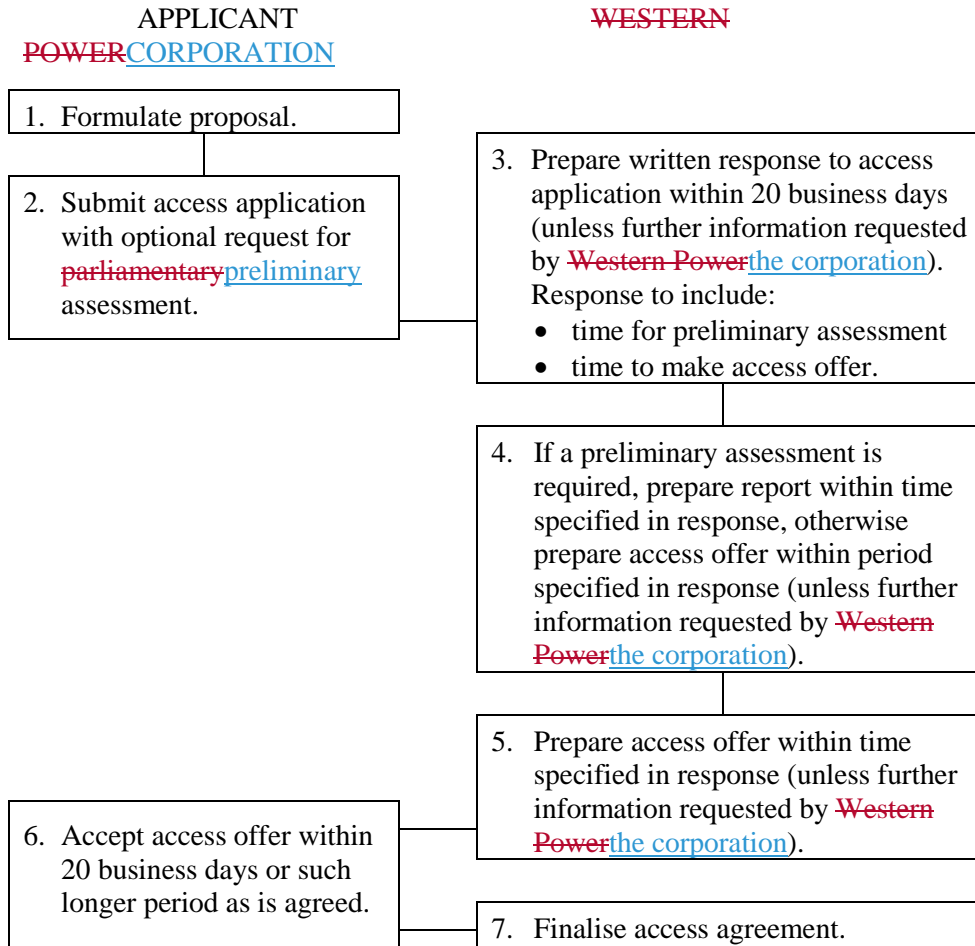 APPLICANT WESTERN
POWERCORPORATION
1. Formulate proposal.
2. Submit access application
with optional request for
parliamentarypreliminary
assessment.
3. Prepare written response to access
application within 20 business days
(unless further information requested
by Western Powerthe corporation).
Response to include:
• time for preliminary assessment
• time to make access offer.
4. If a preliminary assessment is
required, prepare report within time
specified in response, otherwise
prepare access offer within period
specified in response (unless further
information requested by Western
Powerthe corporation).
5. Prepare access offer within time
specified in response (unless further
information requested by Western
Powerthe corporation).
6. Accept access offer within
20 business days or such
longer period as is agreed.
7. Finalise access agreement.